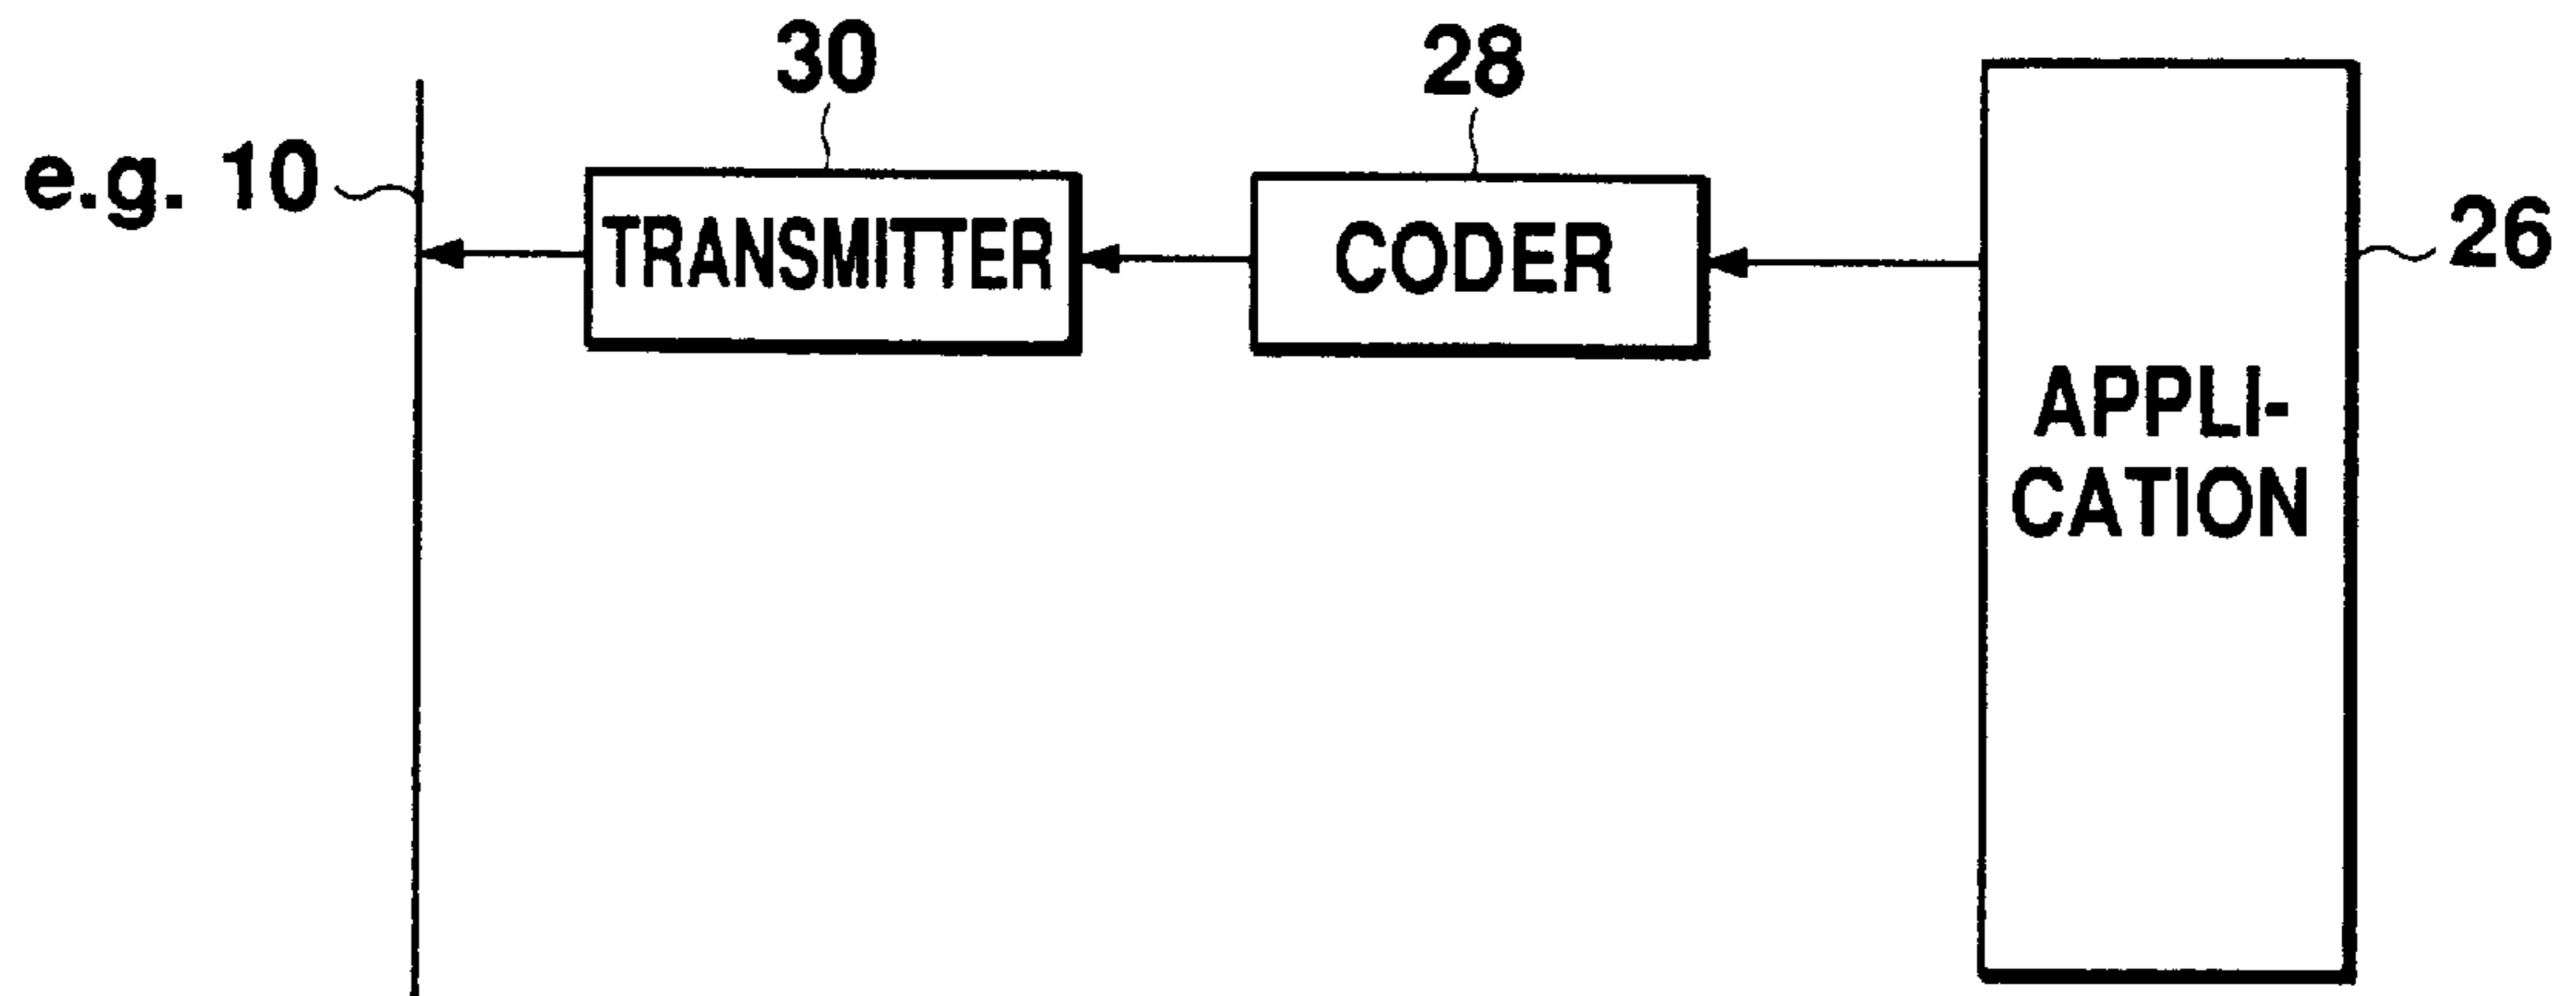 30
28
e.g. 10
TRANSMITTER
CODER
26
APPLI-
CATION